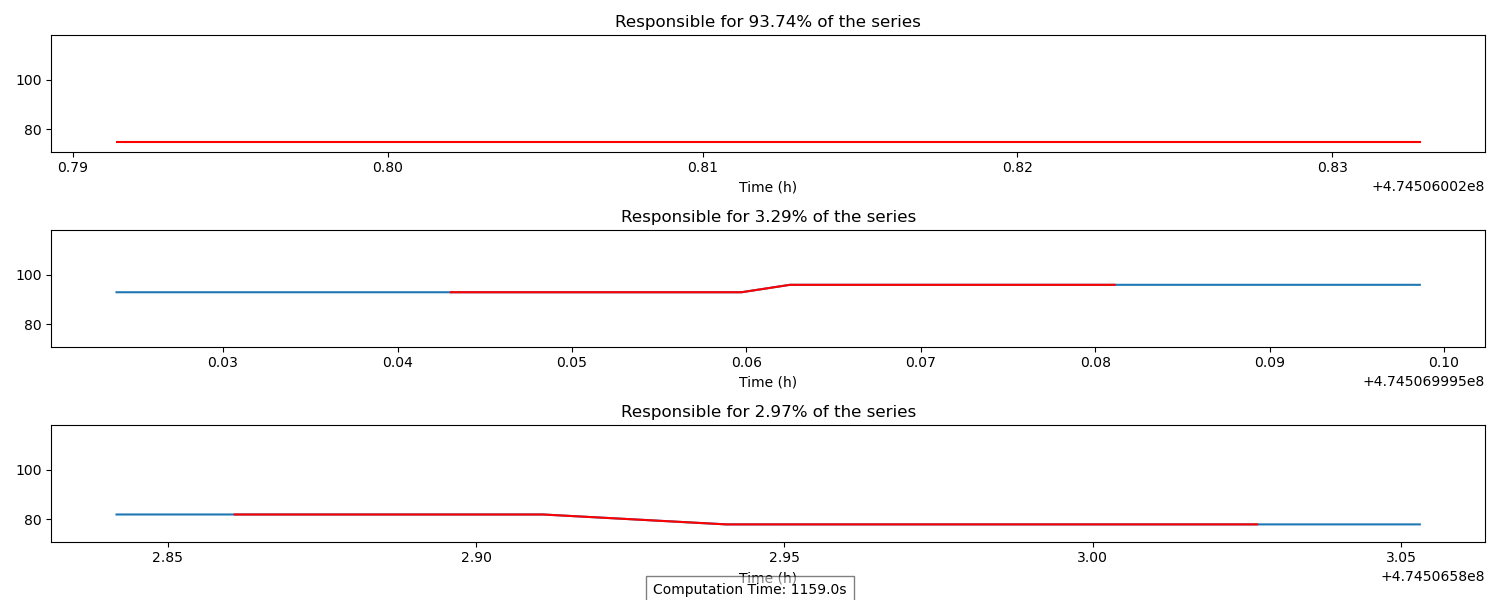 Responsible for 93.74% of the series
100
80
0.79 0.80 0.81 0.82 0.83
Time (h)
+4.74506002e8
Responsible for 3.29% of the series
100
80
0.03 0.04 0.05 0.06 0.07 0.08 0.09 0.10
Time (h)
+4.745069995e8
Responsible for 2.97% of the series
100
80
2.85 2.90 2.95 3.00 3.05
Time (h)
+4.7450658e8
Computation Time: 1159.0s